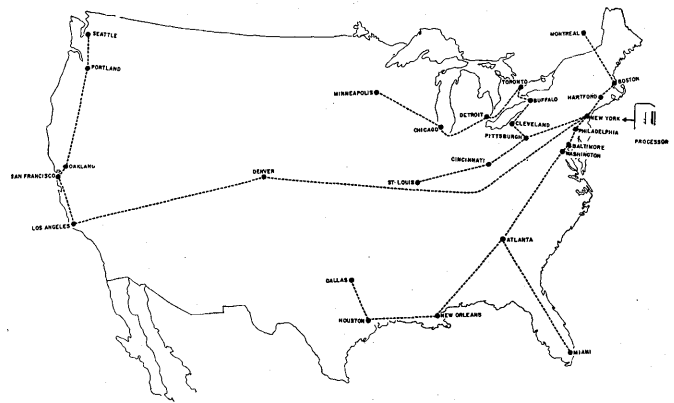 SEATTLE
MONTREAL
PORTLAND
TORONTO
BOSTON
MINNEAPOLIS
BUFFALO
HARTFORD
DETROIT
NEW YORK
CHICAGO
CLEVELAND
PITTSBURGH
PHILADELPHIA
PROCESSOR
BALTIMORE
WASHINGTON
CINCINNATI
OAKLAND
SAN FRANCISCO
DENVER
ST-LOUIS
LOS ANGELES
ATLANTA
DALLAS
HOUSTON
NEW ORLEANS
MIAMI